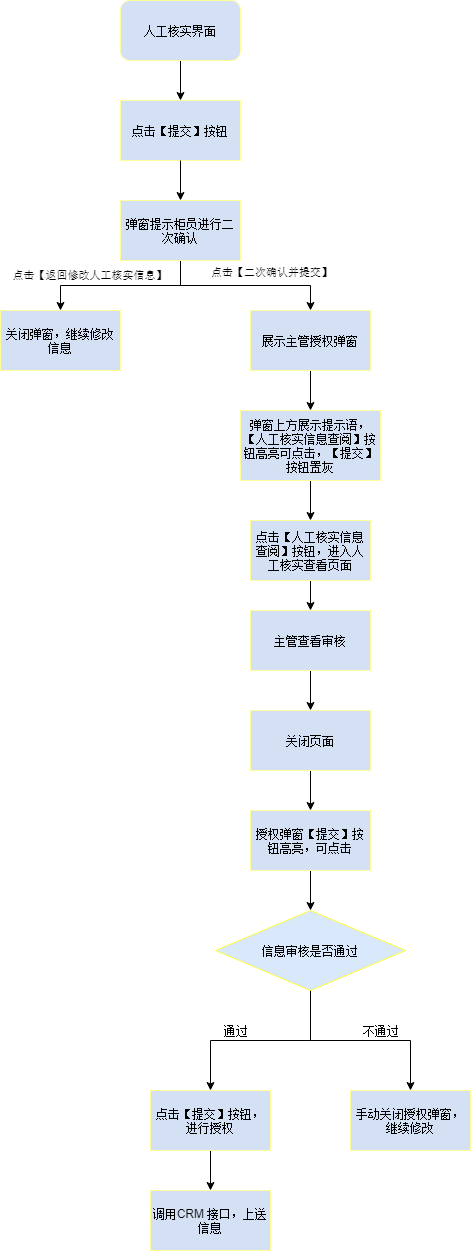 人工核实界面
点击【提交】按钮
弹窗提示柜员进行二
次确认
点击【返回修改人工核实信息】
点击【二次确认并提交】
关闭弹窗，继续修改
信息
展示主管授权弹窗
弹窗上方展示提示语，
【人工核实信息查阅】按
钮高亮可点击，【提交】
按钮置灰
点击【人工核实信息
查阅】按钮，进入人
工核实查看页面
主管查看审核
关闭页面
授权弹窗【提交】按
钮高亮，可点击
信息审核是否通过
通过
不通过
点击【提交】按钮，
进行授权
手动关闭授权弹窗，
继续修改
调用CRM 接口，上送
信息